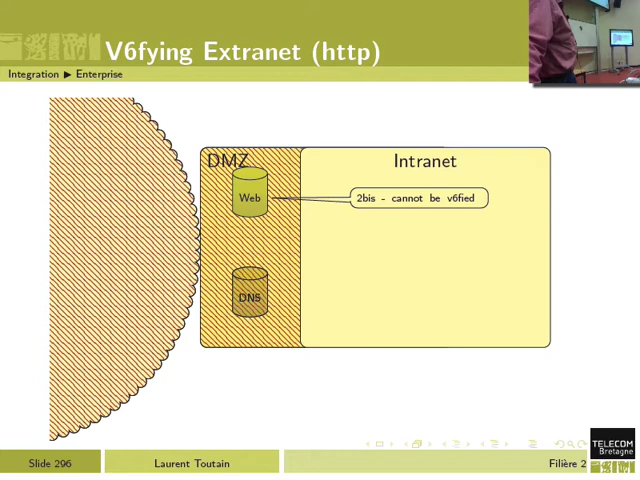 V6fying Extranet (http)
Integration ▶ Enterprise
DMZ
Intranet
Web
2bis - cannot be v6fied
DNS
TELECOM
Bretagne
Slide 296
Laurent Toutain
Filière 2